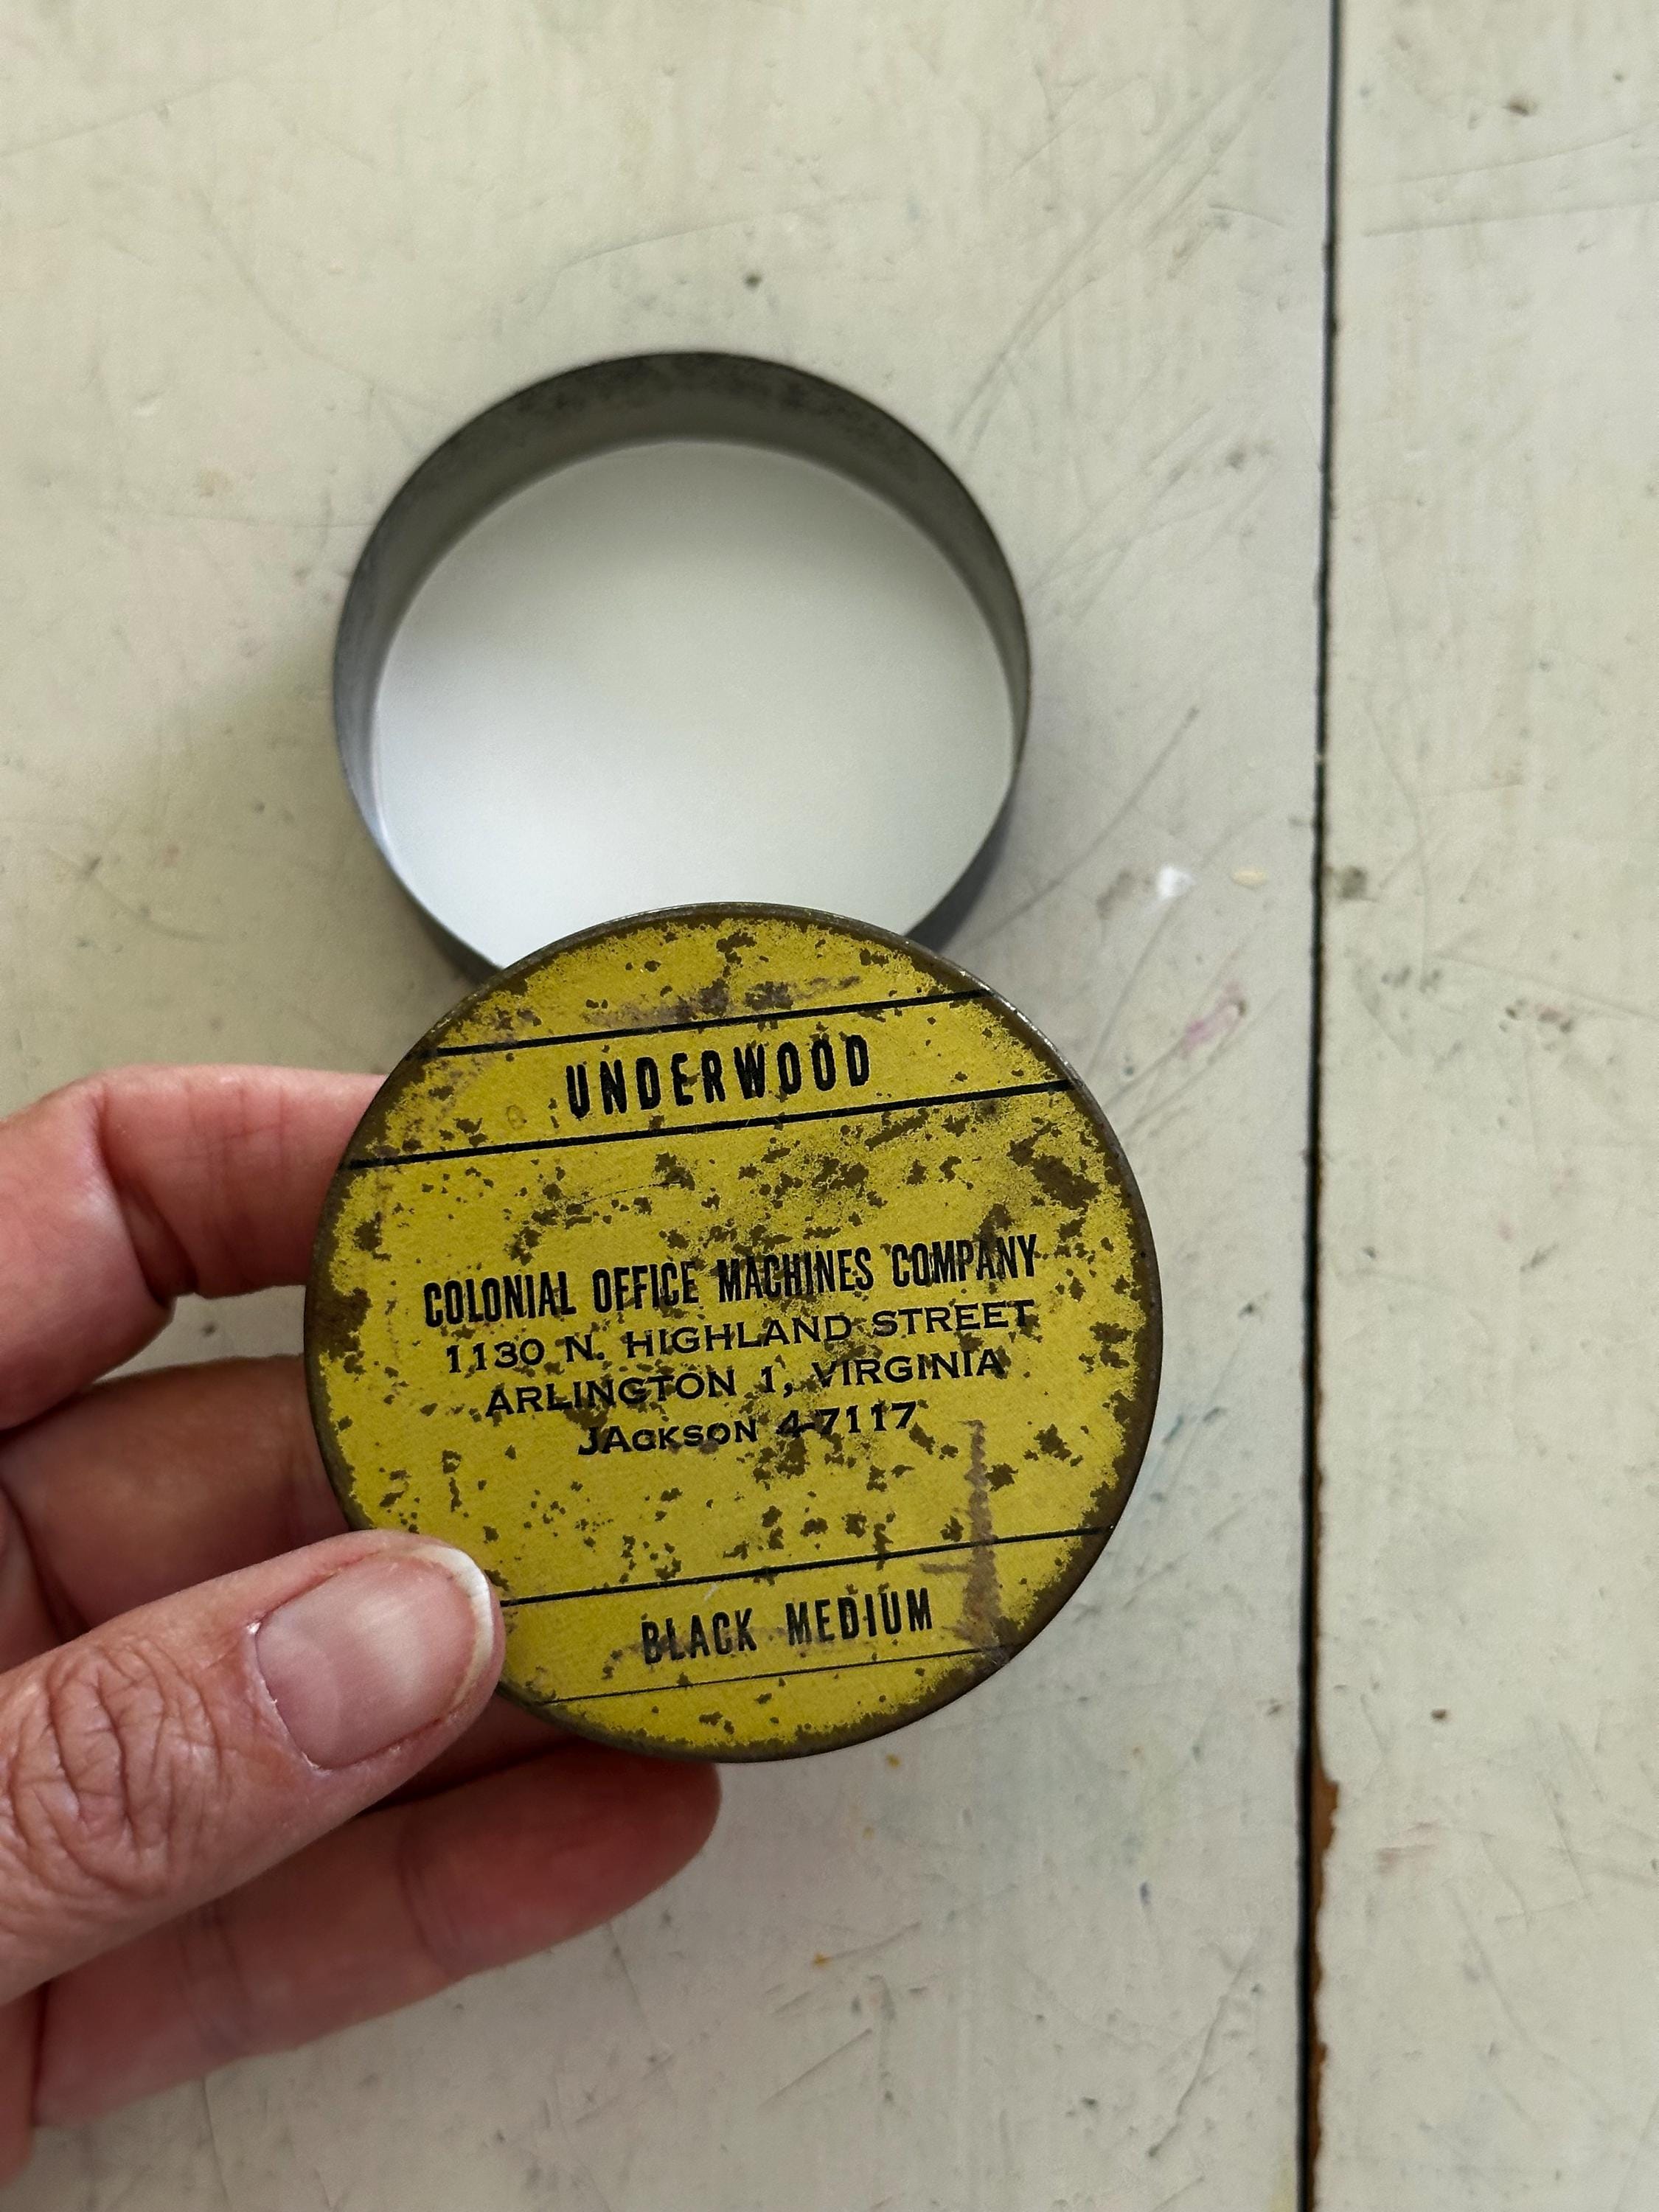 UNDERWOOD
COLONIAL OFFICE MACHINES COMPANY
1130 N. HIGHLAND STREET
ARLINGTON 1, VIRGINIA
JAckson 4-7117
BLACK MEDIUM